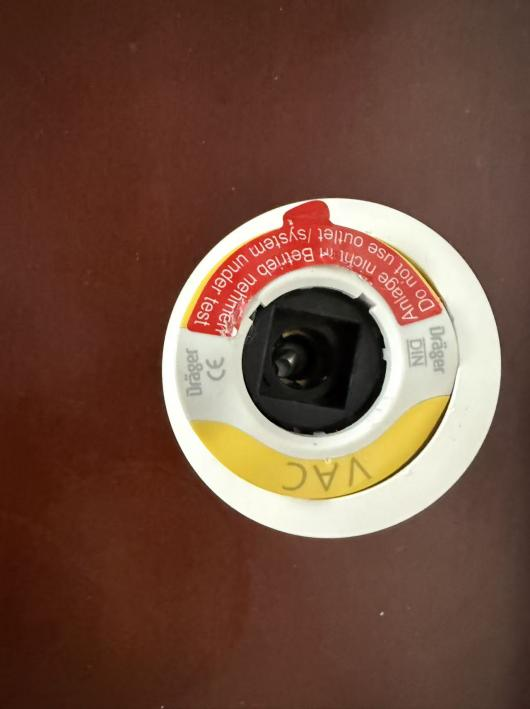 Anlage nicht in Betrieb nehmen
Do not use outlet /system under test
Dräger
CE
DIN
Dräger
VAC